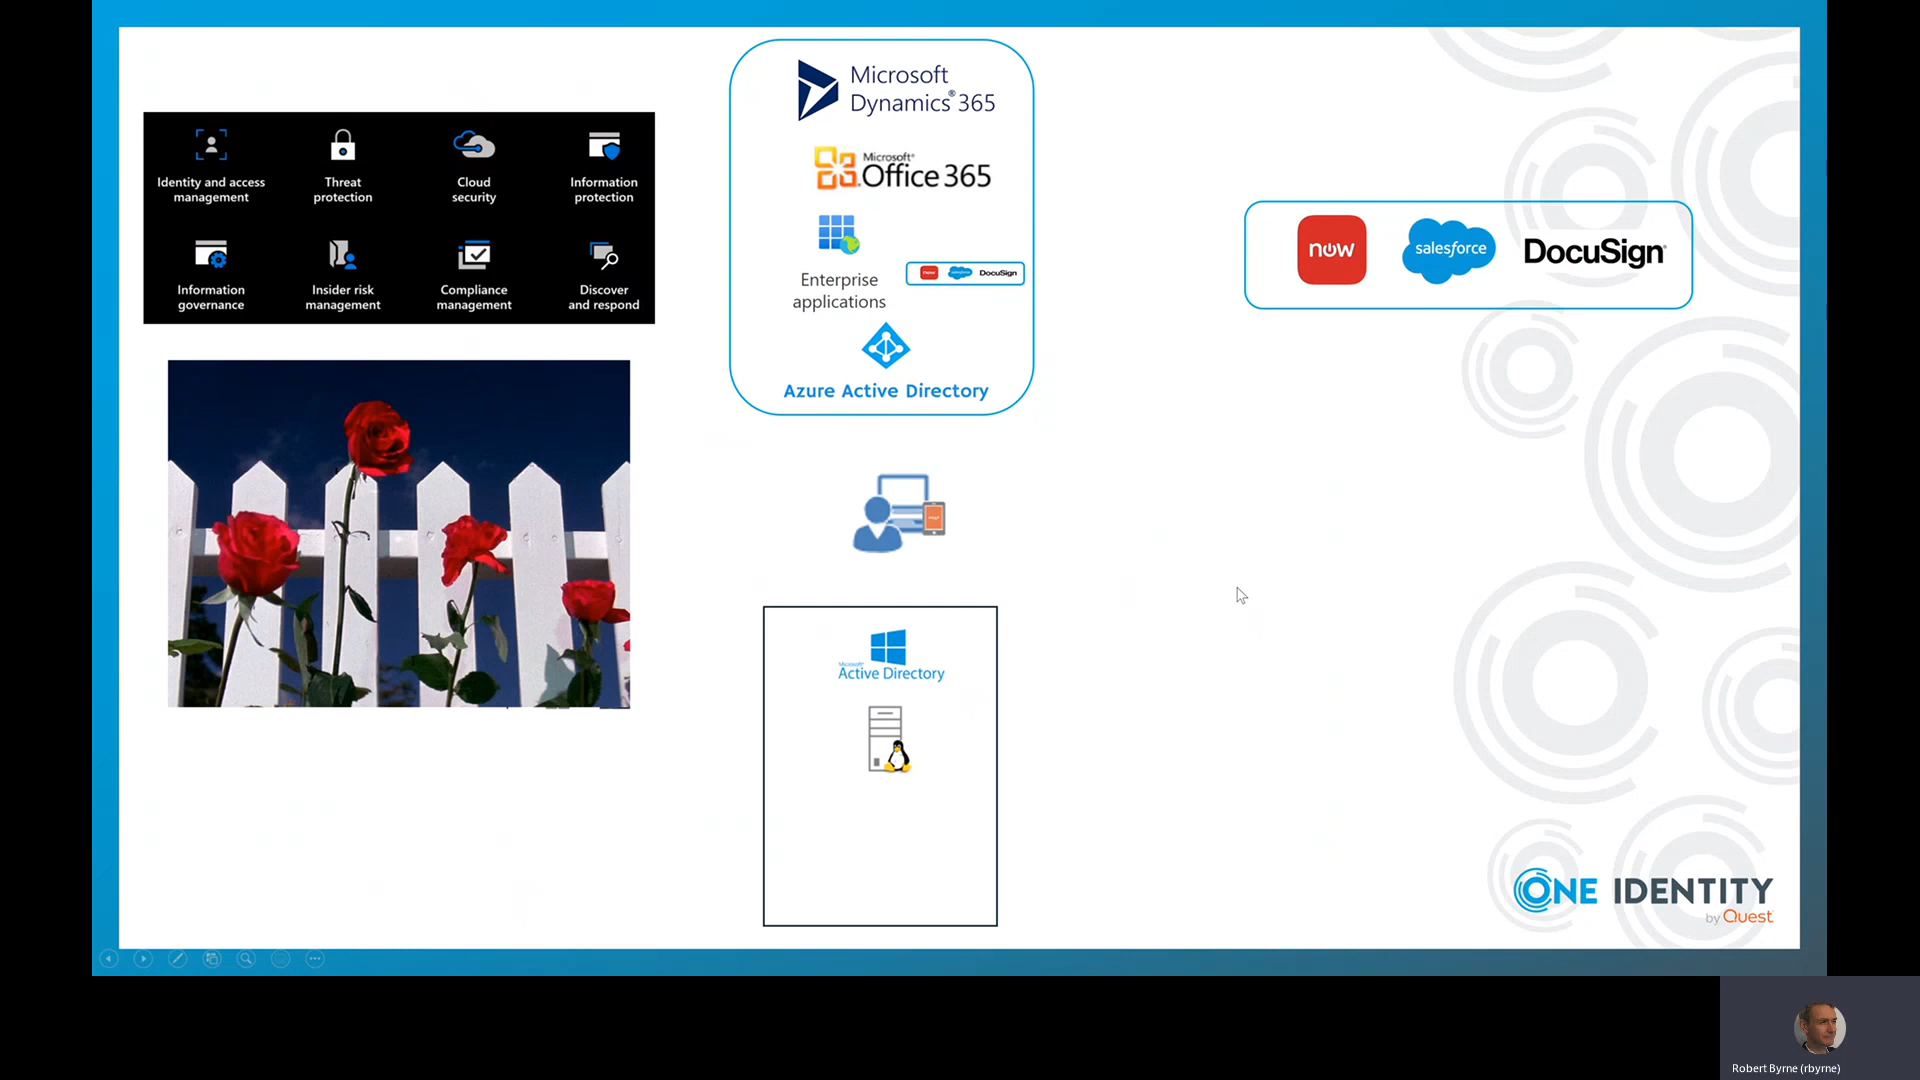 Identity and access
management
Threat
protection
Cloud
security
Information
protection
Information
governance
Insider risk
management
Compliance
management
Discover
and respond
Microsoft
Dynamics® 365
Microsoft®
Office 365
Enterprise
applications
now
salesforce
DocuSign
Azure Active Directory
now
salesforce
DocuSign
Microsoft®
Active Directory
ONE IDENTITY
by Quest
Robert Byrne (rbyrne)